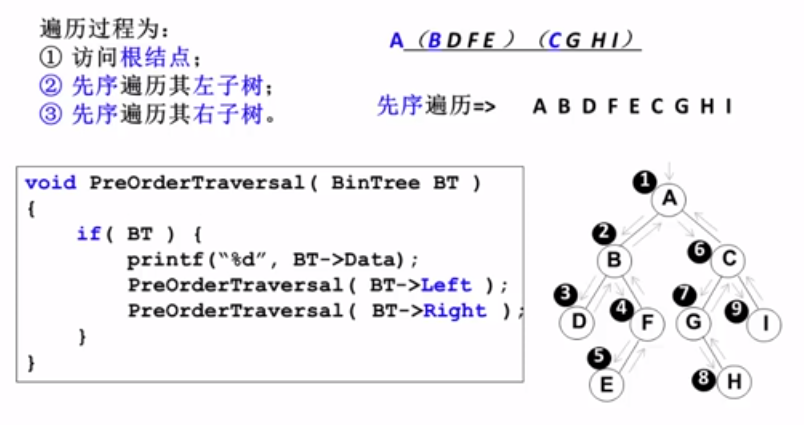 遍历过程为：
① 访问根结点；
② 先序遍历其左子树；
③ 先序遍历其右子树。
A（B D F E ）（C G H I）
先序遍历=> A B D F E C G H I
void PreOrderTraversal( BinTree BT )
{
if( BT ) {
printf(“%d”, BT->Data);
PreOrderTraversal( BT->Left );
PreOrderTraversal( BT->Right );
}
}
1 A
2 B 6 C
3 D 4 F 7 G 9 I
5 E 8 H